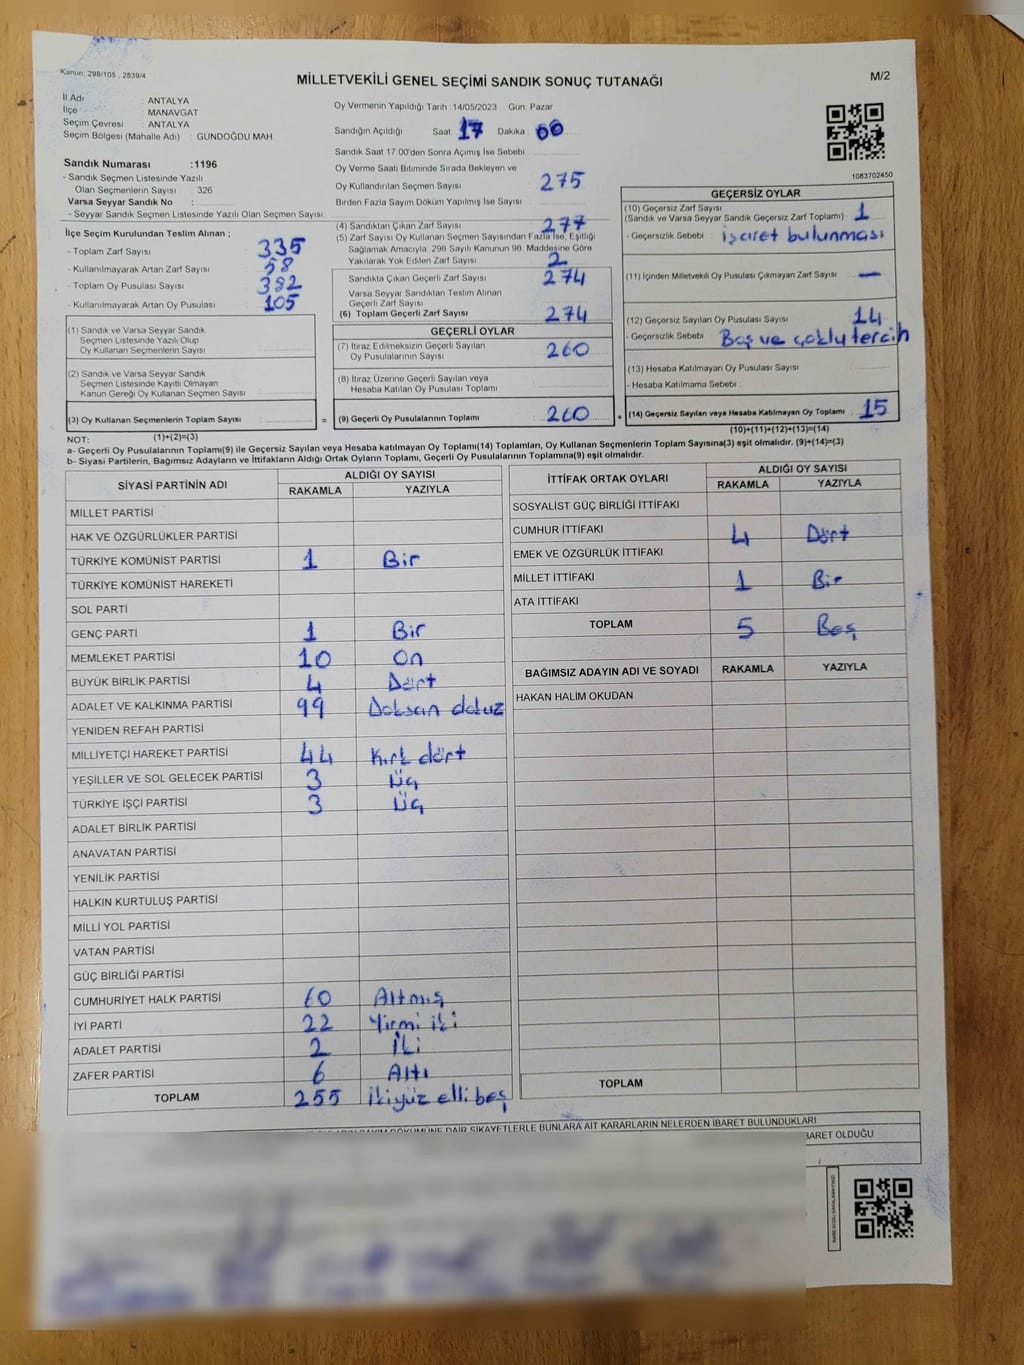 Kanun: 298/105 , 2839/4
MİLLETVEKİLİ GENEL SEÇİMİ SANDIK SONUÇ TUTANAĞI
M/2
İl Adı : ANTALYA
İlçe : MANAVGAT
Seçim Çevresi : ANTALYA
Seçim Bölgesi (Mahalle Adı) : GÜNDOĞDU MAH.
Sandık Numarası :1196
- Sandık Seçmen Listesinde Yazılı
Olan Seçmenlerin Sayısı : 326
Varsa Seyyar Sandık No :
- Seyyar Sandık Seçmen Listesinde Yazılı Olan Seçmen Sayısı:
İlçe Seçim Kurulundan Teslim Alınan ;
- Toplam Zarf Sayısı : 335
- Kullanılmayarak Artan Zarf Sayısı : 58
- Toplam Oy Pusulası Sayısı : 382
- Kullanılmayarak Artan Oy Pusulası : 105
(1) Sandık ve Varsa Seyyar Sandık
Seçmen Listesinde Yazılı Olup
Oy Kullanan Seçmenlerin Sayısı :
(2) Sandık ve Varsa Seyyar Sandık
Seçmen Listesinde Kayıtlı Olmayan
Kanun Gereği Oy Kullanan Seçmen Sayısı :
(3) Oy Kullanan Seçmenlerin Toplam Sayısı :
(1)+(2)=(3)
Oy Vermenin Yapıldığı Tarih :14/05/2023 Gün: Pazar
Sandığın Açıldığı Saat : 17 Dakika : 00
Sandık Saat 17.00'den Sonra Açımış İse Sebebi :
Oy Verme Saati Bitiminde Sırada Bekleyen ve
Oy Kullandırılan Seçmen Sayısı : 275
Birden Fazla Sayım Döküm Yapılmış İse Sayısı :
(4) Sandıktan Çıkan Zarf Sayısı : 277
(5) Zarf Sayısı Oy Kullanan Seçmen Sayısından Fazla İse, Eşitliği
Sağlamak Amacıyla, 298 Sayılı Kanunun 98. Maddesine Göre
Yakılarak Yok Edilen Zarf Sayısı : 2
Sandıkta Çıkan Geçerli Zarf Sayısı : 274
Varsa Seyyar Sandıktan Teslim Alınan
Geçerli Zarf Sayısı
(6) Toplam Geçerli Zarf Sayısı : 274
GEÇERLİ OYLAR
(7) İtiraz Edilmeksizin Geçerli Sayılan
Oy Pusulalarının Sayısı : 260
(8) İtiraz Üzerine Geçerli Sayılan veya
Hesaba Katılan Oy Pusulası Toplamı :
= (9) Geçerli Oy Pusulalarının Toplamı : 260 +
1083702450
GEÇERSİZ OYLAR
(10) Geçersiz Zarf Sayısı : 1
(Sandık ve Varsa Seyyar Sandık Geçersiz Zarf Toplamı)
- Geçersizlik Sebebi : işaret bulunması
(11) İçinden Milletvekili Oy Pusulası Çıkmayan Zarf Sayısı : —
(12) Geçersiz Sayılan Oy Pusulası Sayısı : 14
- Geçersizlik Sebebi : Boş ve çoklu tercih
(13) Hesaba Katılmayan Oy Pusulası Sayısı :
- Hesaba Katılmama Sebebi :
(14) Geçersiz Sayılan veya Hesaba Katılmayan Oy Toplamı : 15
(10)+(11)+(12)+(13)=(14)
NOT:
a- Geçerli Oy Pusulalarının Toplamı(9) ile Geçersiz Sayılan veya Hesaba katılmayan Oy Toplamı(14) Toplamları, Oy Kullanan Seçmenlerin Toplam Sayısına(3) eşit olmalıdır. (9)+(14)=(3)
b- Siyasi Partilerin, Bağımsız Adayların ve İttifakların Aldığı Ortak Oyların Toplamı, Geçerli Oy Pusulalarının Toplamına(9) eşit olmalıdır.
SİYASİ PARTİNİN ADI ALDIĞI OY SAYISI
RAKAMLA YAZIYLA
MİLLET PARTİSİ
HAK VE ÖZGÜRLÜKLER PARTİSİ
TÜRKİYE KOMÜNİST PARTİSİ 1 Bir
TÜRKİYE KOMÜNİST HAREKETİ
SOL PARTİ
GENÇ PARTİ 1 Bir
MEMLEKET PARTİSİ 10 On
BÜYÜK BİRLİK PARTİSİ 4 Dört
ADALET VE KALKINMA PARTİSİ 99 Doksan dokuz
YENİDEN REFAH PARTİSİ
MİLLİYETÇİ HAREKET PARTİSİ 44 Kırk dört
YEŞİLLER VE SOL GELECEK PARTİSİ 3 Üç
TÜRKİYE İŞÇİ PARTİSİ 3 Üç
ADALET BİRLİK PARTİSİ
ANAVATAN PARTİSİ
YENİLİK PARTİSİ
HALKIN KURTULUŞ PARTİSİ
MİLLİ YOL PARTİSİ
VATAN PARTİSİ
GÜÇ BİRLİĞİ PARTİSİ
CUMHURİYET HALK PARTİSİ 60 Altmış
İYİ PARTİ 22 Yirmi iki
ADALET PARTİSİ 2 İki
ZAFER PARTİSİ 6 Altı
TOPLAM 255 ikiyüz elli beş
İTTİFAK ORTAK OYLARI ALDIĞI OY SAYISI
RAKAMLA YAZIYLA
SOSYALİST GÜÇ BİRLİĞİ İTTİFAKI
CUMHUR İTTİFAKI 4 Dört
EMEK VE ÖZGÜRLÜK İTTİFAKI
MİLLET İTTİFAKI 1 Bir
ATA İTTİFAKI
TOPLAM 5 Beş
BAĞIMSIZ ADAYIN ADI VE SOYADI RAKAMLA YAZIYLA
HAKAN HALİM OKUDAN
TOPLAM
SAYIM DÖKÜMÜNE DAİR ŞİKAYETLERLE BUNLARA AİT KARARLARIN NELERDEN İBARET BULUNDUKLARI
İBARET OLDUĞU